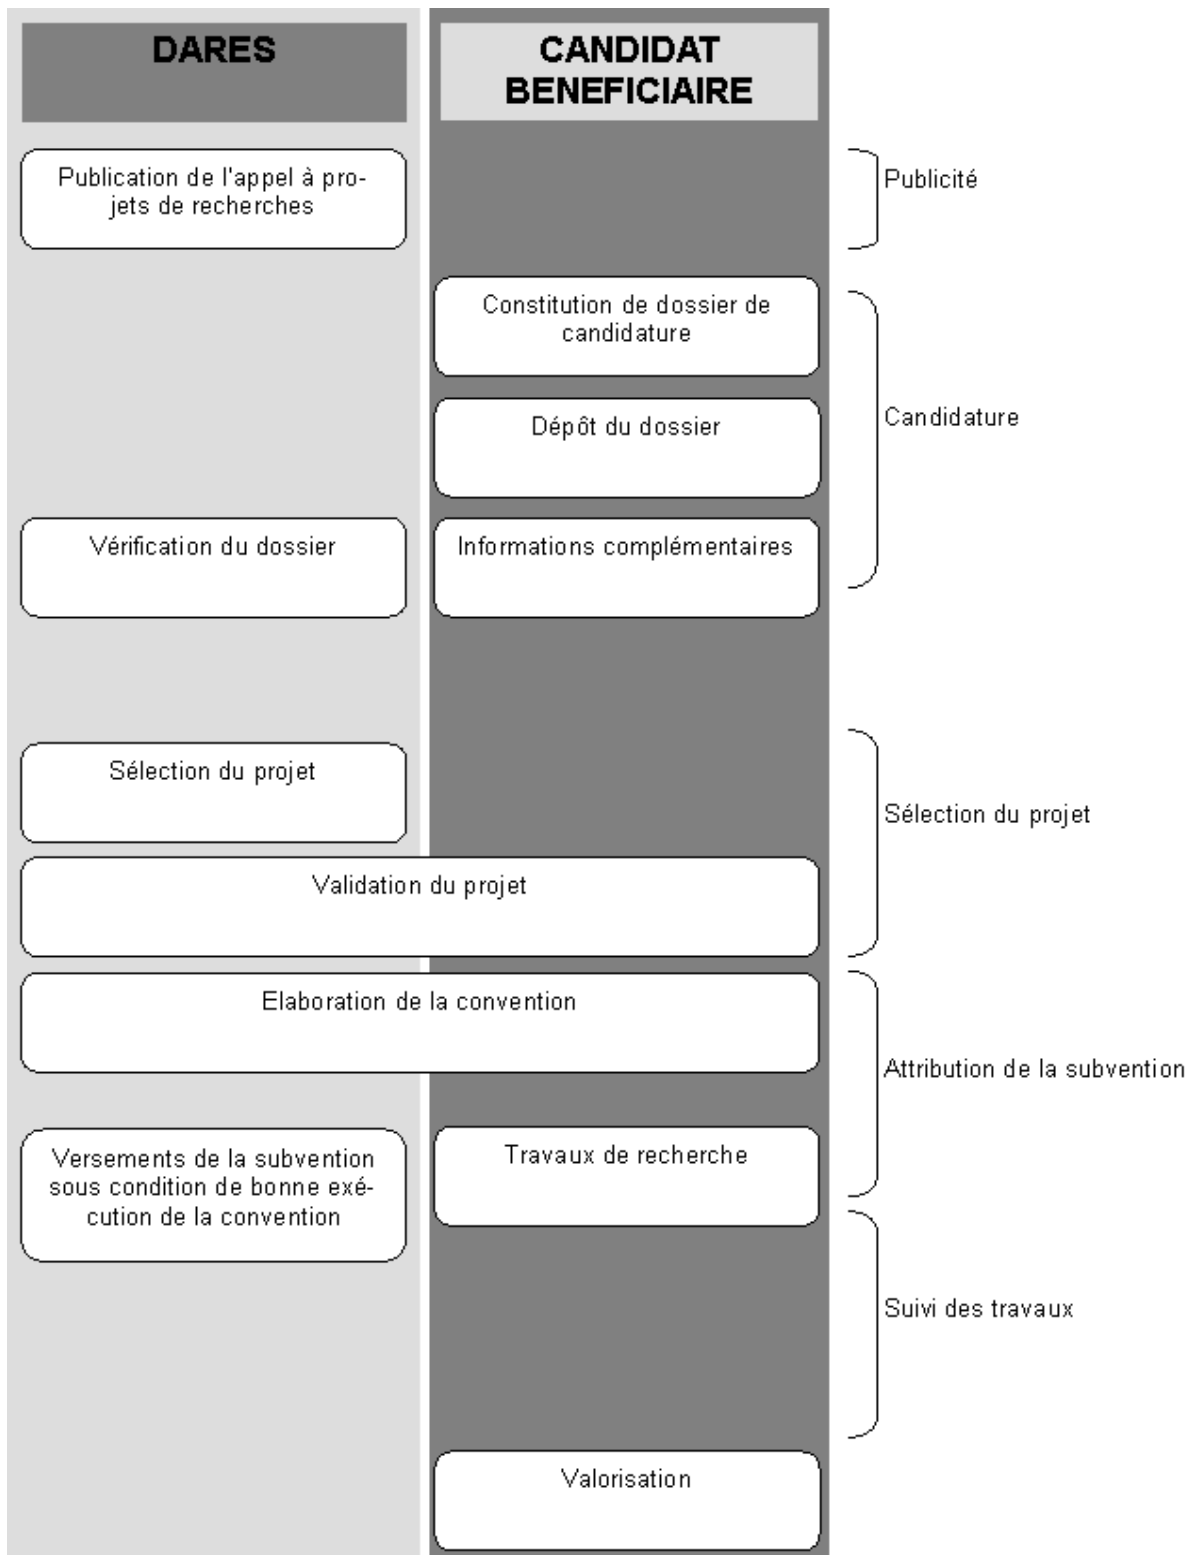 DARES
CANDIDAT
BENEFICIAIRE
Publication de l'appel à pro-
jets de recherches
Publicité
Constitution de dossier de
candidature
Candidature
Dépôt du dossier
Vérification du dossier
Informations complémentaires
Sélection du projet
Sélection du projet
Validation du projet
Elaboration de la convention
Attribution de la subvention
Versements de la subvention
sous condition de bonne exé-
cution de la convention
Travaux de recherche
Suivi des travaux
Valorisation